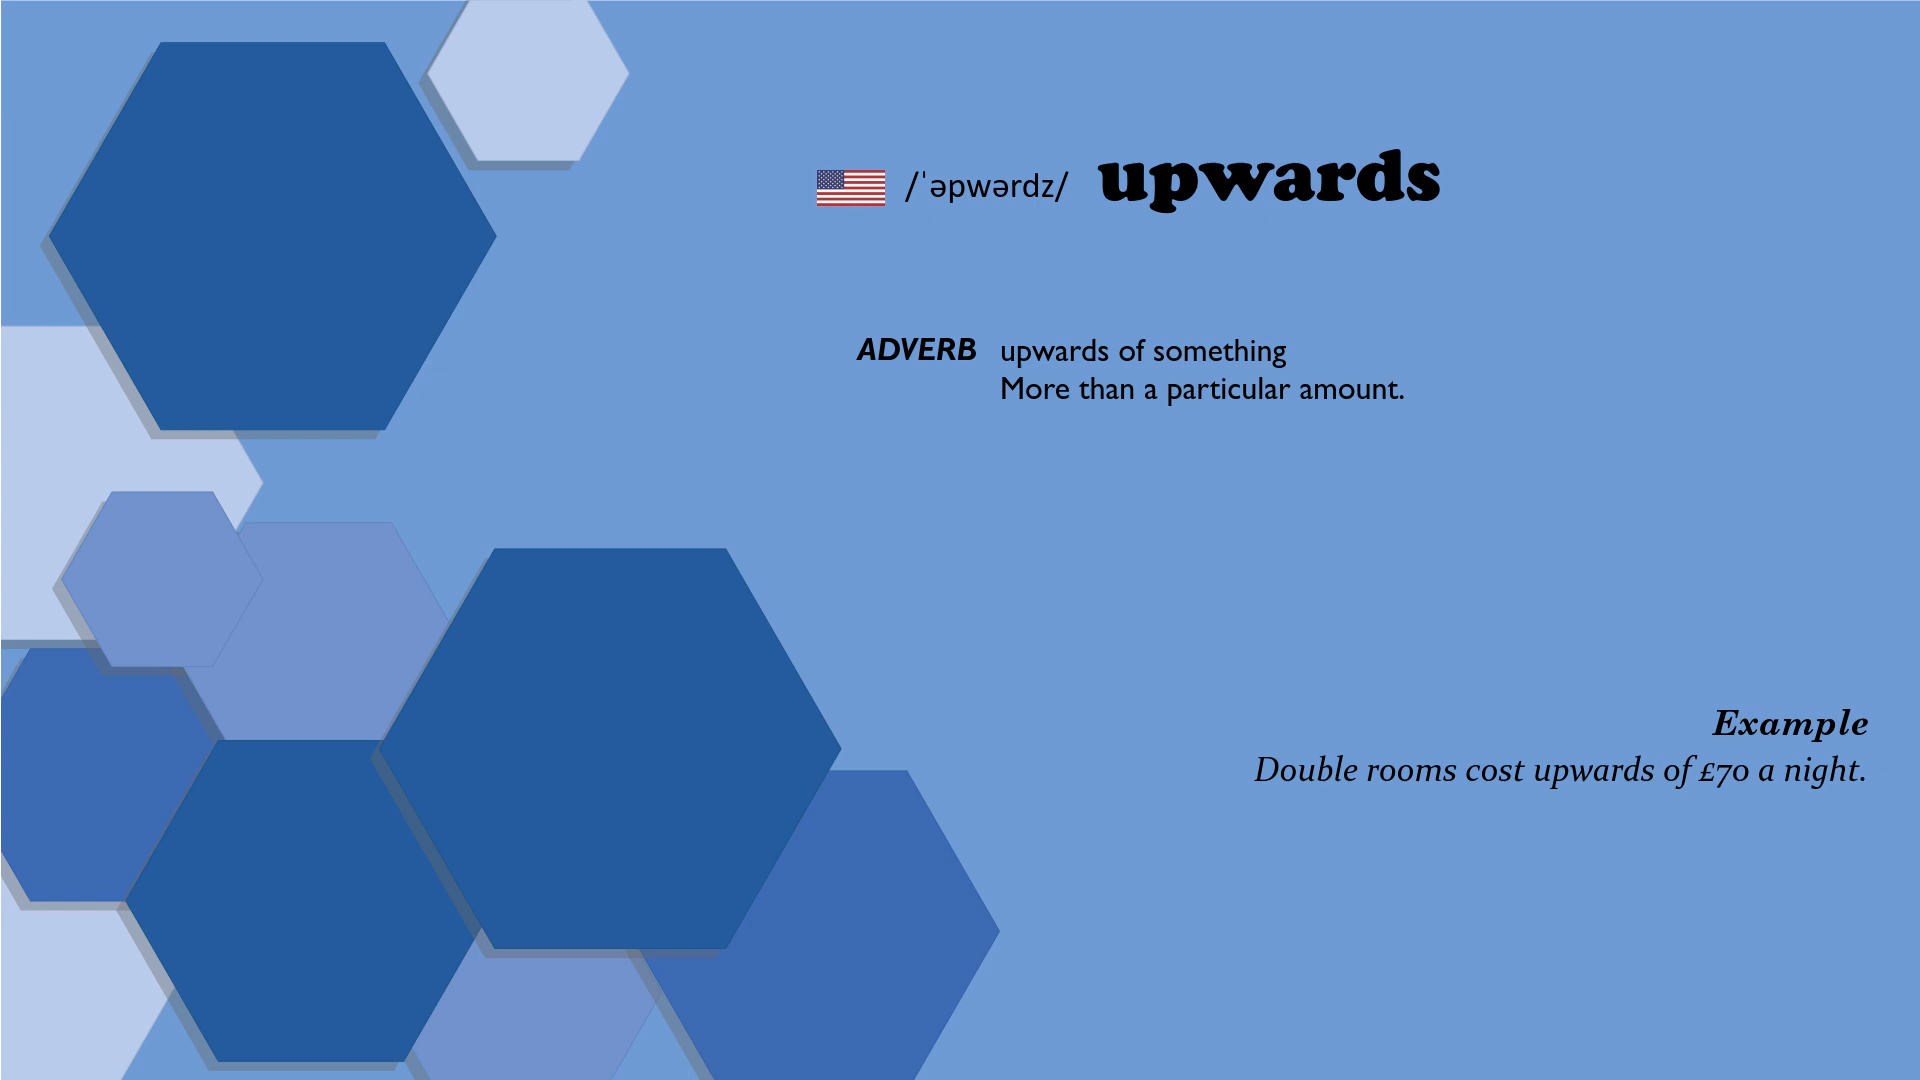 /ˈəpwərdz/ upwards
ADVERB upwards of something
More than a particular amount.
Example
Double rooms cost upwards of £70 a night.